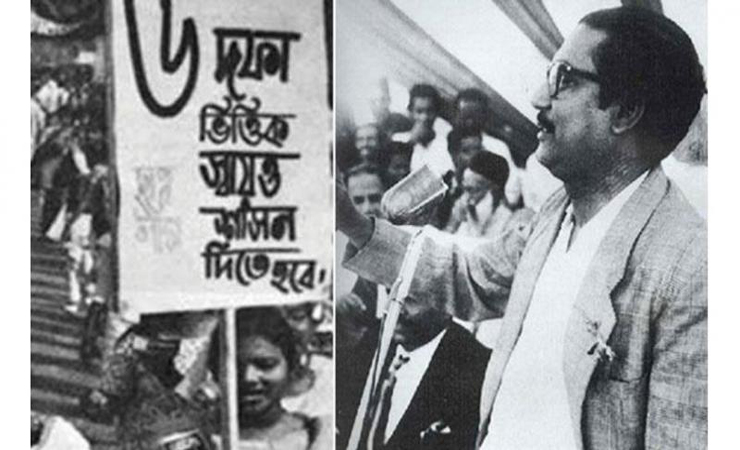 ৬ দফা
ভিত্তিক
স্বায়ত্ত
শাসন
দিতে হবে!